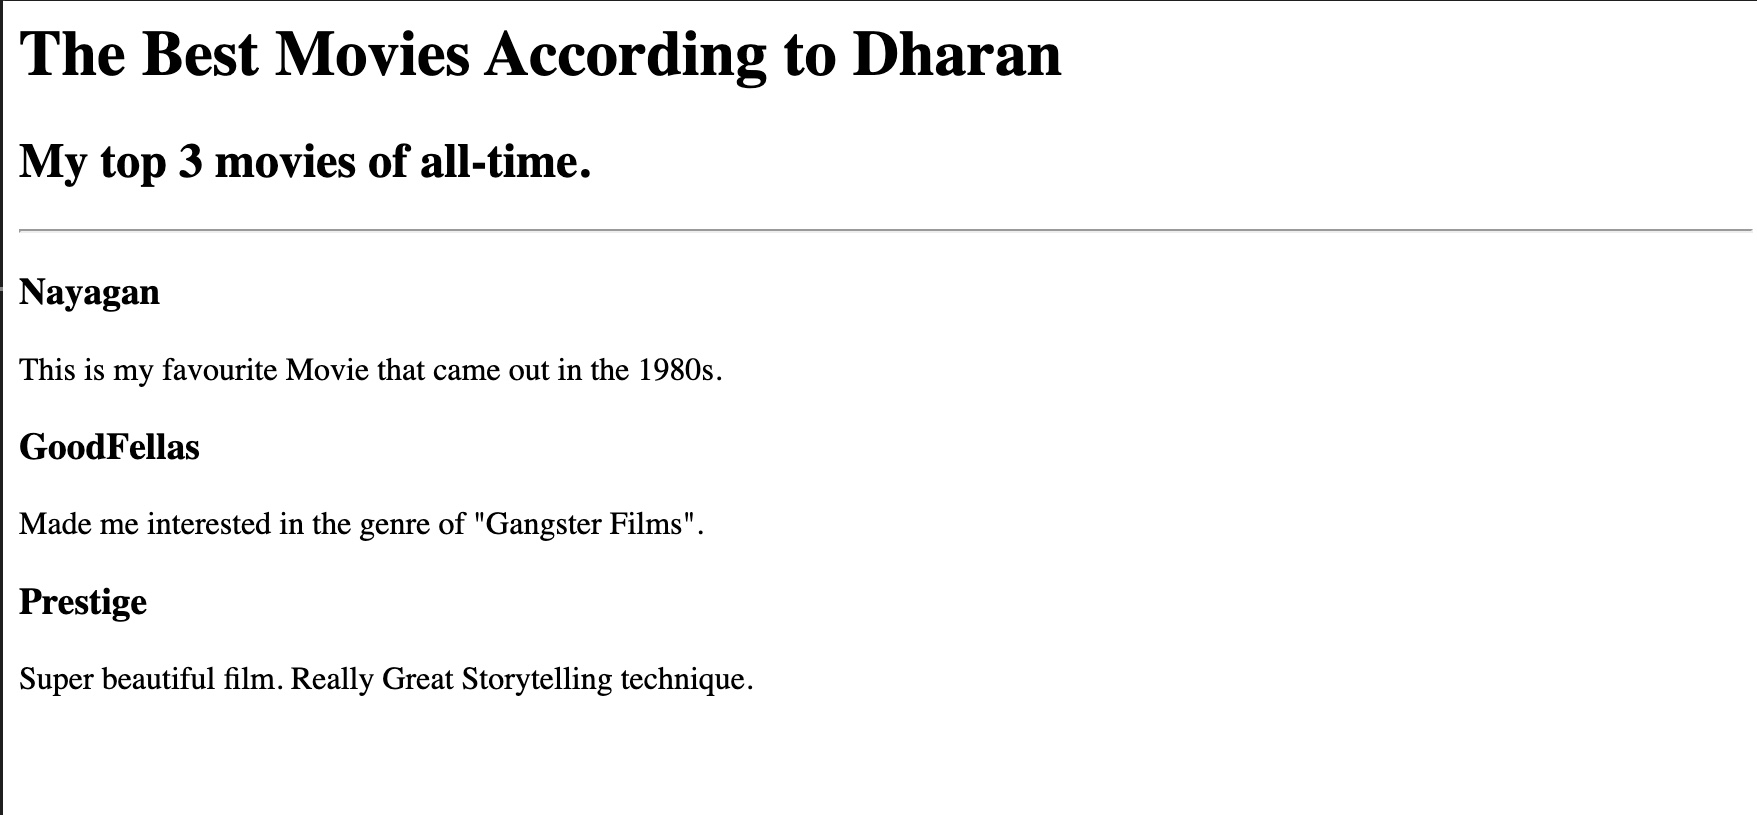 The Best Movies According to Dharan
My top 3 movies of all-time.
Nayagan
This is my favourite Movie that came out in the 1980s.
GoodFellas
Made me interested in the genre of "Gangster Films".
Prestige
Super beautiful film. Really Great Storytelling technique.